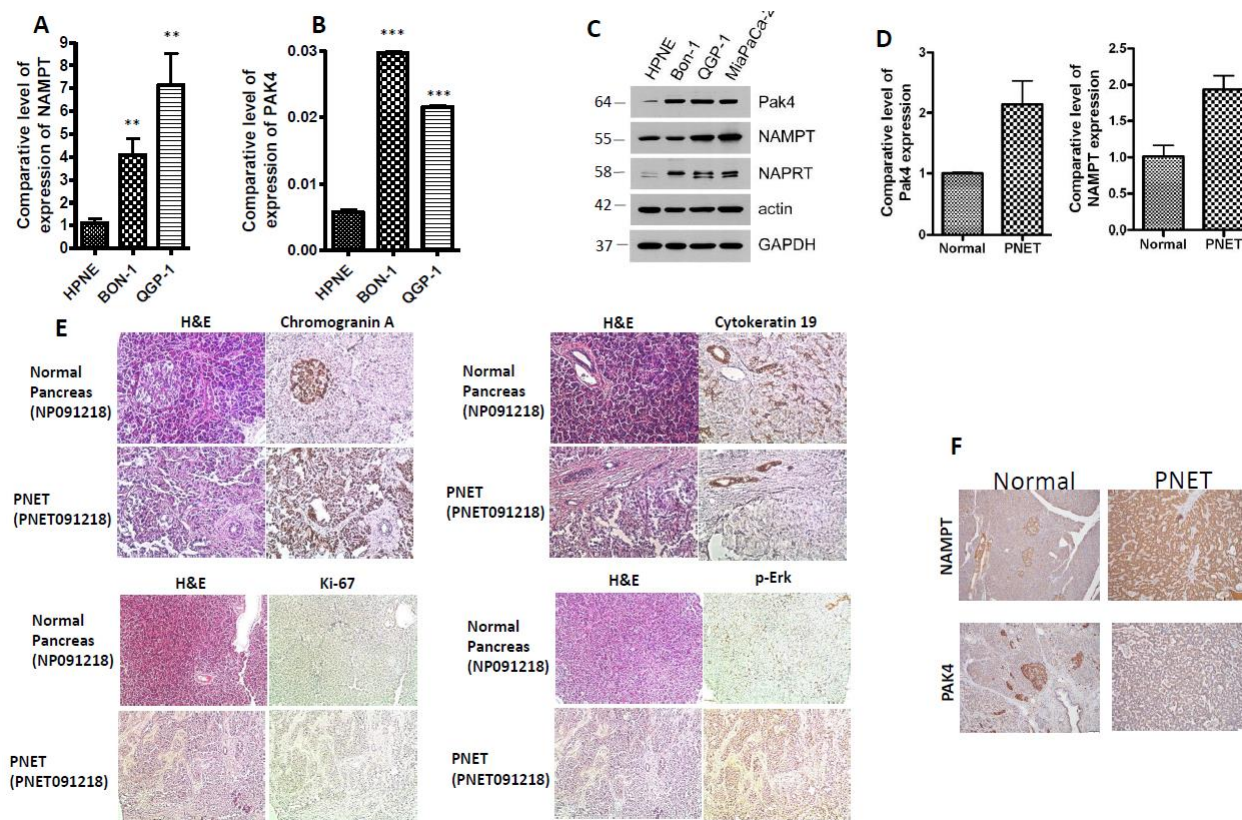 A
Comparative level of
expression of NAMPT
9
8
7
6
5
4
3
2
1
0
**
**
HPNE
BON-1
QGP-1
B
Comparative level of
expression of PAK4
0.03
0.02
0.01
0.00
***
***
HPNE
BON-1
QGP-1
C
HPNE
Bon-1
QGP-1
MiaPaCa-2
64
Pak4
55
NAMPT
58
NAPRT
42
actin
37
GAPDH
D
Comparative level of
Pak4 expression
3
2
1
0
Normal
PNET
Comparative level of
NAMPT expression
2.5
2.0
1.5
1.0
0.5
0.0
Normal
PNET
E
H&E
Chromogranin A
Normal
Pancreas
(NP091218)
PNET
(PNET091218)
H&E
Cytokeratin 19
Normal
Pancreas
(NP091218)
PNET
(PNET091218)
H&E
Ki-67
Normal
Pancreas
(NP091218)
PNET
(PNET091218)
H&E
p-Erk
Normal
Pancreas
(NP091218)
PNET
(PNET091218)
F
Normal
PNET
NAMPT
PAK4